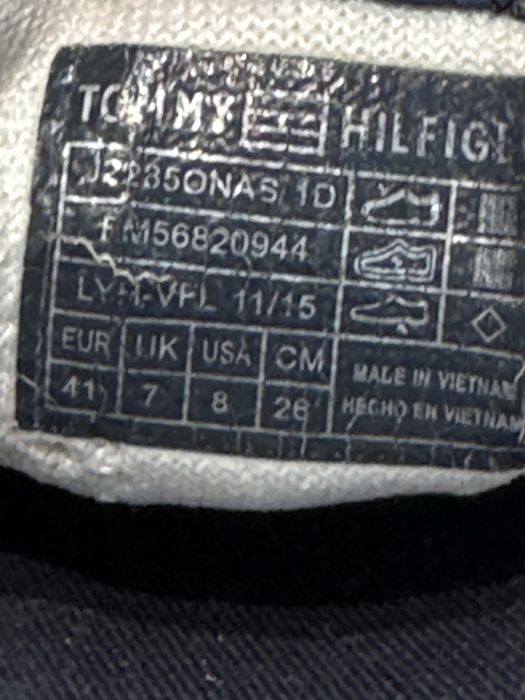 TOMMY HILFIGE
J2285ONAS 1D
FM56820944
LYH-VFL 11/15
EUR UK USA CM
41 7 8 26
MADE IN VIETNAM
HECHO EN VIETNAM